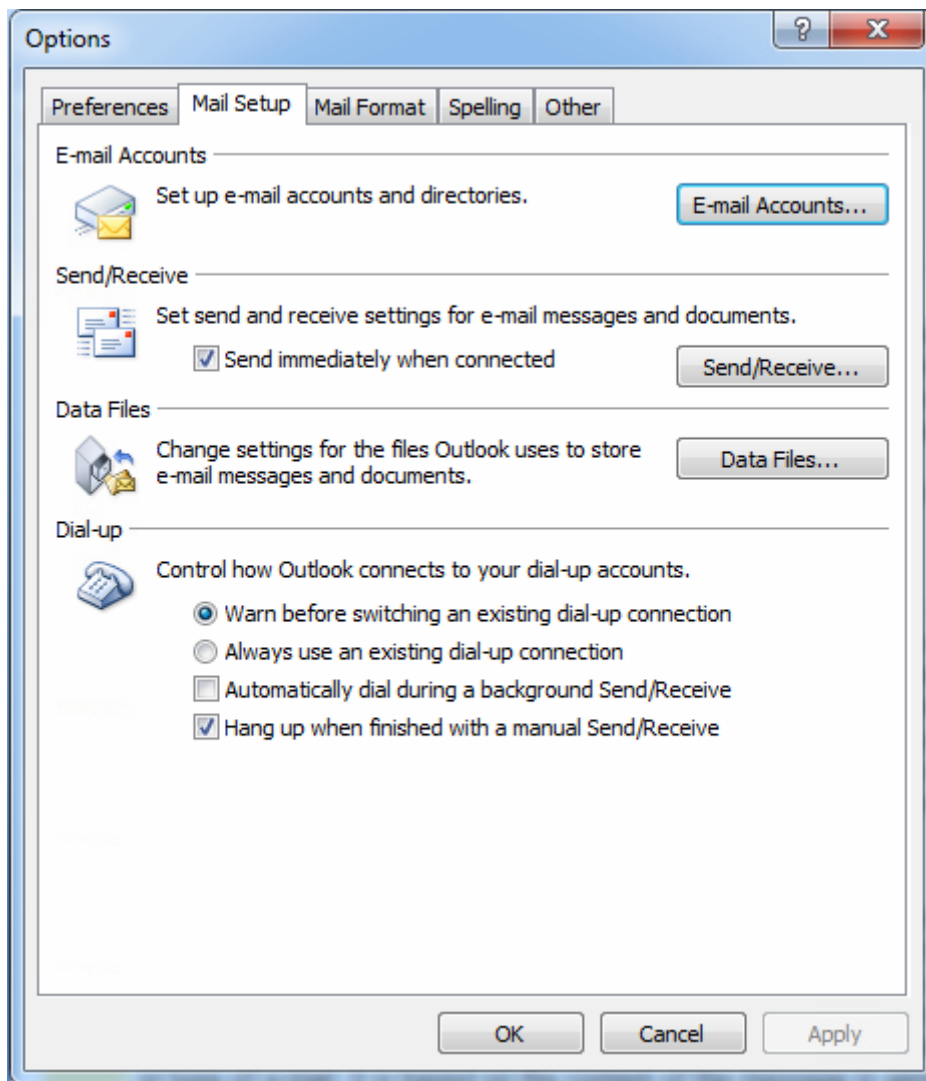 Options
Preferences Mail Setup Mail Format Spelling Other
E-mail Accounts
Set up e-mail accounts and directories.
E-mail Accounts...
Send/Receive
Set send and receive settings for e-mail messages and documents.
Send immediately when connected
Send/Receive...
Data Files
Change settings for the files Outlook uses to store
e-mail messages and documents.
Data Files...
Dial-up
Control how Outlook connects to your dial-up accounts.
Warn before switching an existing dial-up connection
Always use an existing dial-up connection
Automatically dial during a background Send/Receive
Hang up when finished with a manual Send/Receive
OK Cancel Apply